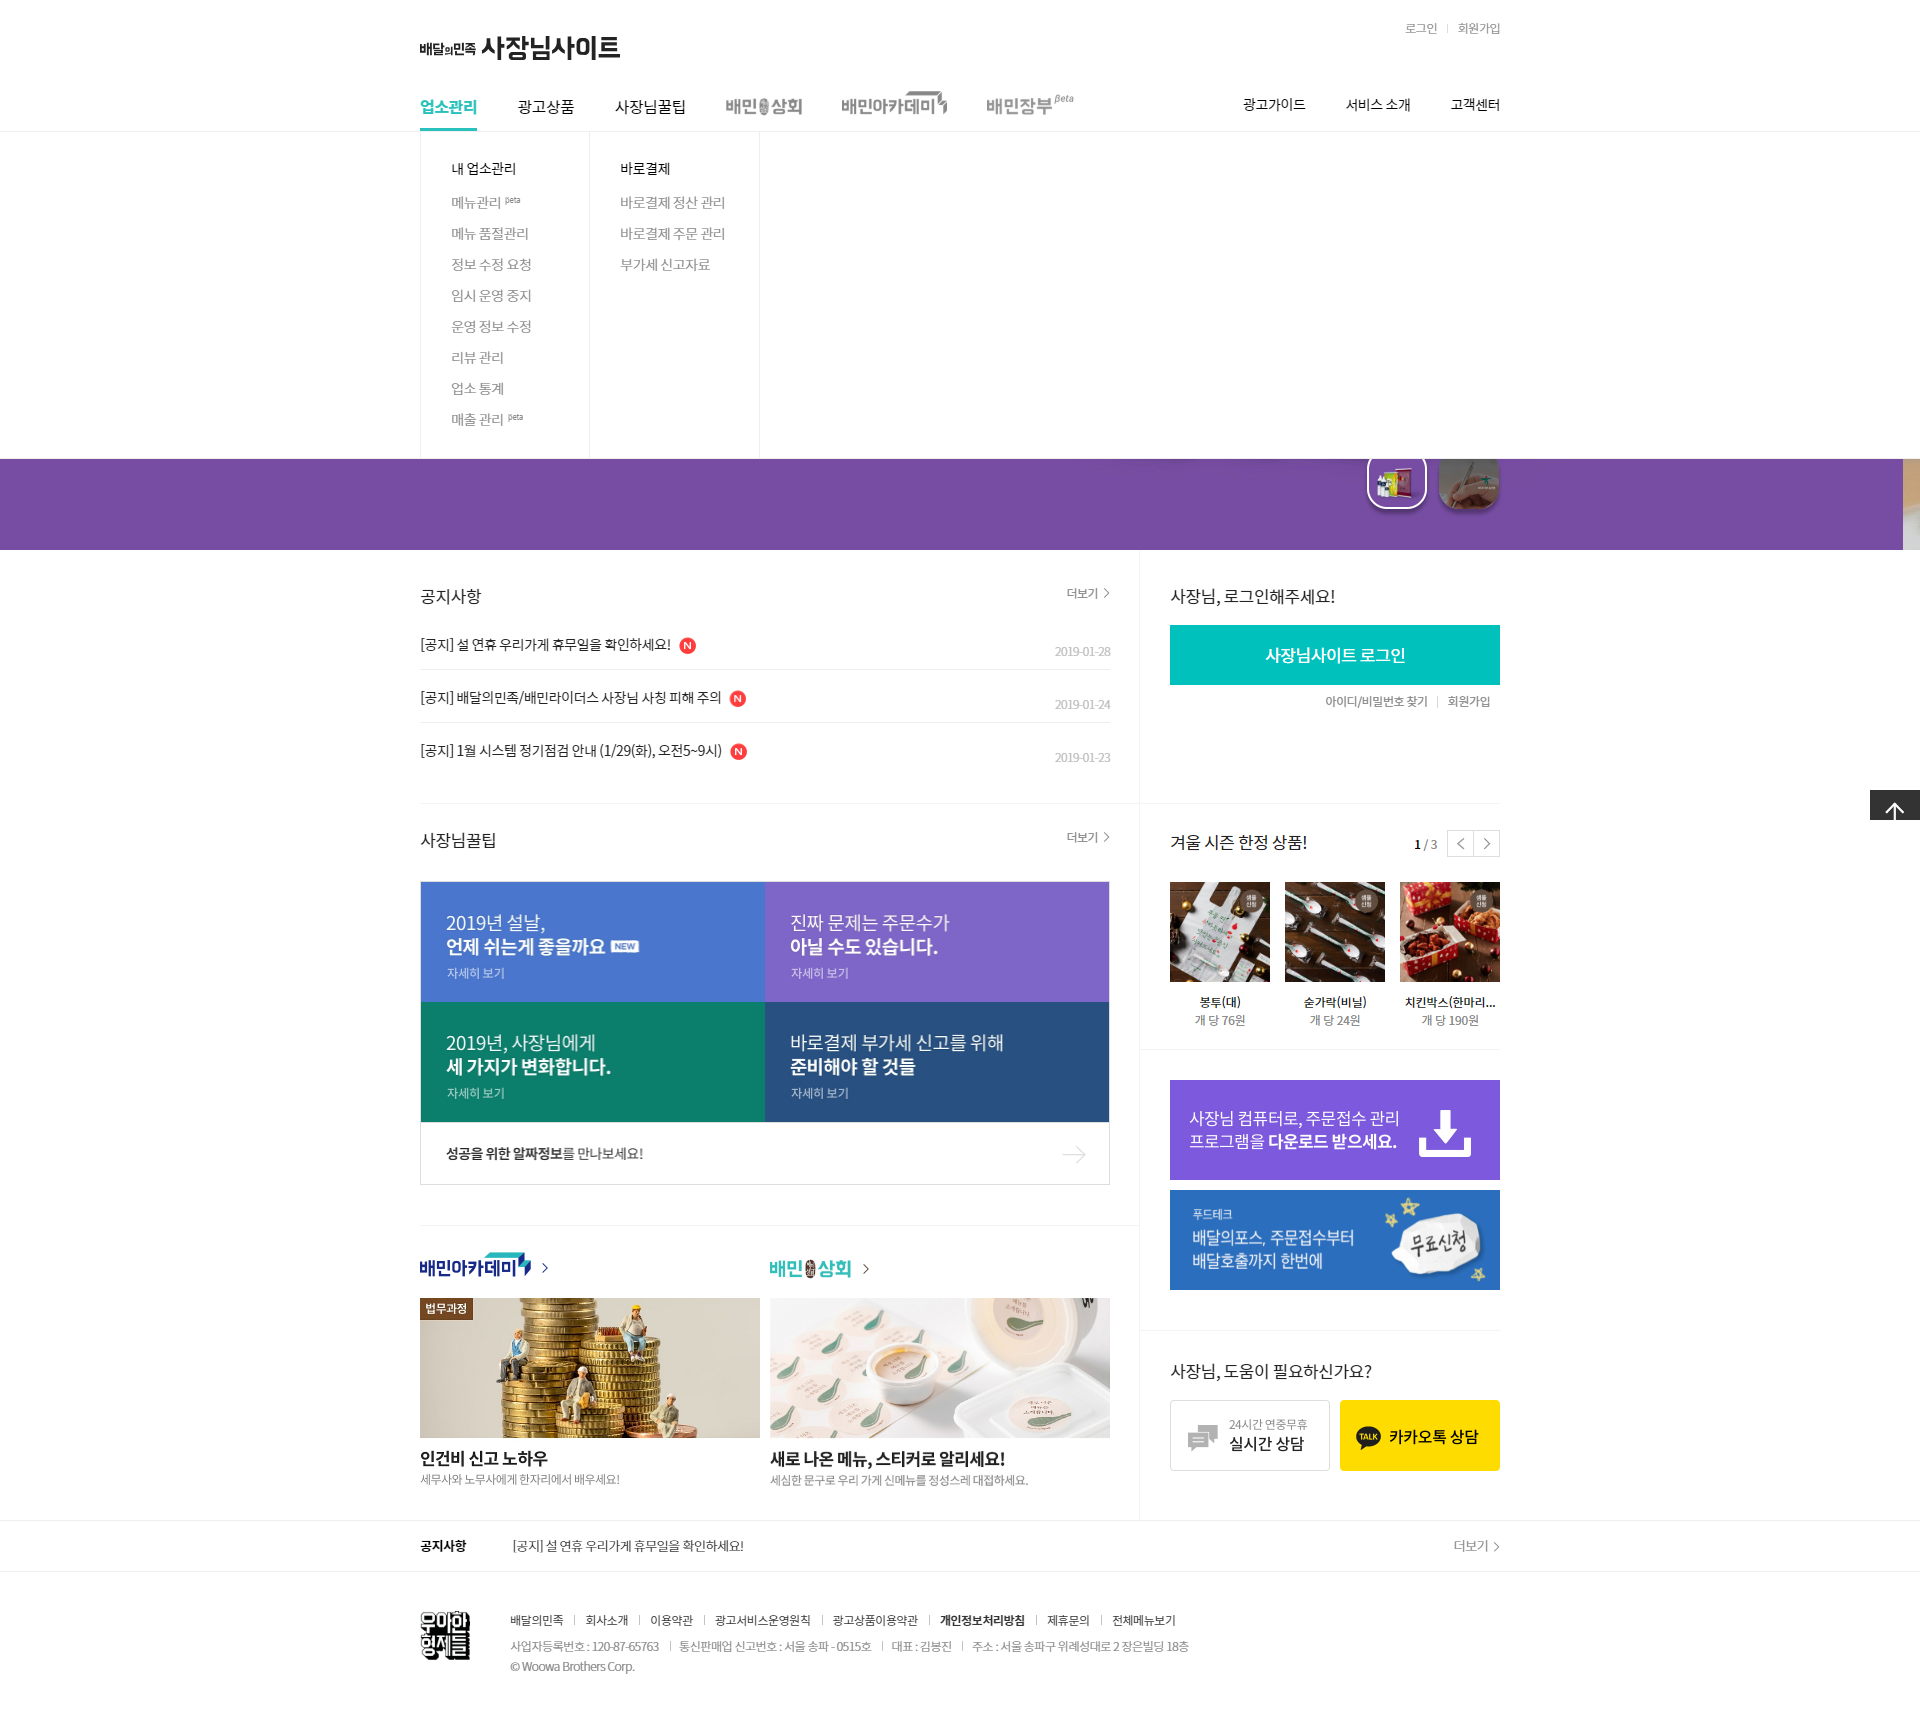 로그인
회원가입
배달의민족 사장님사이트
업소관리
광고상품
사장님꿀팁
배민상회
배민아카데미
배민장부 βeta
광고가이드
서비스 소개
고객센터
내 업소관리
메뉴관리 βeta
메뉴 품절관리
정보 수정 요청
임시 운영 중지
운영 정보 수정
리뷰 관리
업소 통계
매출 관리 βeta
바로결제
바로결제 정산 관리
바로결제 주문 관리
부가세 신고자료
공지사항
더보기
[공지] 설 연휴 우리가게 휴무일을 확인하세요! N
2019-01-28
[공지] 배달의민족/배민라이더스 사장님 사칭 피해 주의 N
2019-01-24
[공지] 1월 시스템 정기점검 안내 (1/29(화), 오전5~9시) N
2019-01-23
사장님, 로그인해주세요!
사장님사이트 로그인
아이디/비밀번호 찾기
회원가입
사장님꿀팁
더보기
2019년 설날,
언제 쉬는게 좋을까요 NEW
자세히 보기
진짜 문제는 주문수가
아닐 수도 있습니다.
자세히 보기
2019년, 사장님에게
세 가지가 변화합니다.
자세히 보기
바로결제 부가세 신고를 위해
준비해야 할 것들
자세히 보기
성공을 위한 알짜정보를 만나보세요!
겨울 시즌 한정 상품!
1 / 3
샘플
신청
샘플
신청
샘플
신청
봉투(대)
개 당 76원
숟가락(비닐)
개 당 24원
치킨박스(한마리...
개 당 190원
사장님 컴퓨터로, 주문접수 관리
프로그램을 다운로드 받으세요.
푸드테크
배달의포스, 주문접수부터
배달호출까지 한번에
무료신청
배민아카데미
법무과정
인건비 신고 노하우
세무사와 노무사에게 한자리에서 배우세요!
배민상회
새로 나온 메뉴, 스티커로 알리세요!
세심한 문구로 우리 가게 신메뉴를 정성스레 대접하세요.
사장님, 도움이 필요하신가요?
24시간 연중무휴
실시간 상담
TALK
카카오톡 상담
공지사항
[공지] 설 연휴 우리가게 휴무일을 확인하세요!
더보기
우아한
형제들
배달의민족
회사소개
이용약관
광고서비스운영원칙
광고상품이용약관
개인정보처리방침
제휴문의
전체메뉴보기
사업자등록번호 : 120-87-65763
통신판매업 신고번호 : 서울 송파 - 0515호
대표 : 김봉진
주소 : 서울 송파구 위례성대로 2 장은빌딩 18층
© Woowa Brothers Corp.